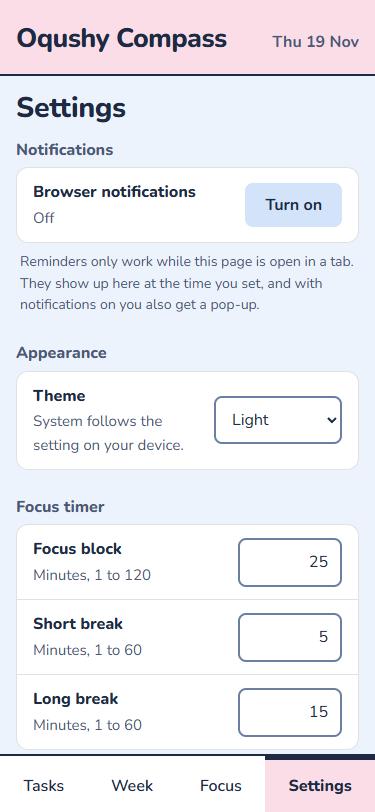 Oqushy Compass
Thu 19 Nov
Settings
Notifications
Browser notifications
Off
Turn on
Reminders only work while this page is open in a tab.
They show up here at the time you set, and with
notifications on you also get a pop-up.
Appearance
Theme
System follows the
setting on your device.
Light
Focus timer
Focus block
Minutes, 1 to 120
25
Short break
Minutes, 1 to 60
5
Long break
Minutes, 1 to 60
15
Tasks
Week
Focus
Settings